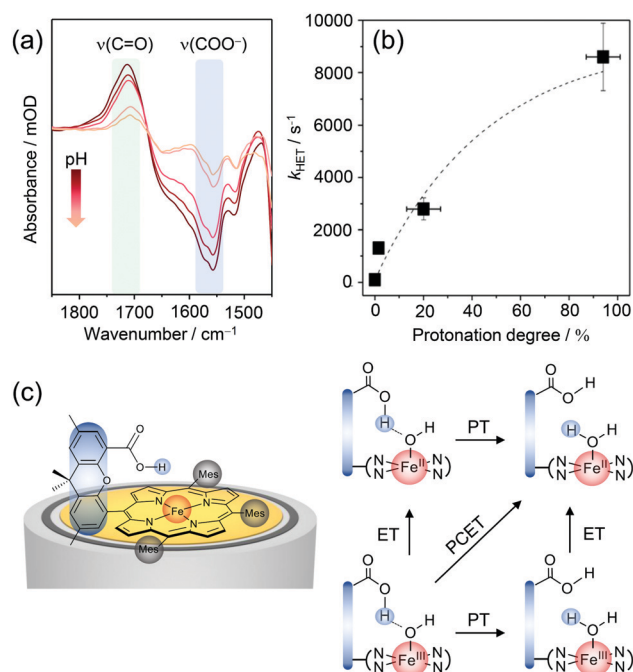 (a)
ν(C=O) ν(COO⁻)
Absorbance / mOD
pH
1800 1700 1600 1500
Wavenumber / cm⁻¹
(b)
k_HET / s⁻¹
10000
8000
6000
4000
2000
0
0 20 40 60 80 100
Protonation degree / %
(c)
O
O
H
O
Mes
N
N
Fe
N
N
Mes
Mes
O
O
H
H
O
N Fe^II N
N N
PT
O
O
H
H
H
O
N Fe^II N
N N
ET
PCET
ET
O
O
H
H
O
N Fe^III N
N N
PT
O
O
H
H
H
O
N Fe^III N
N N